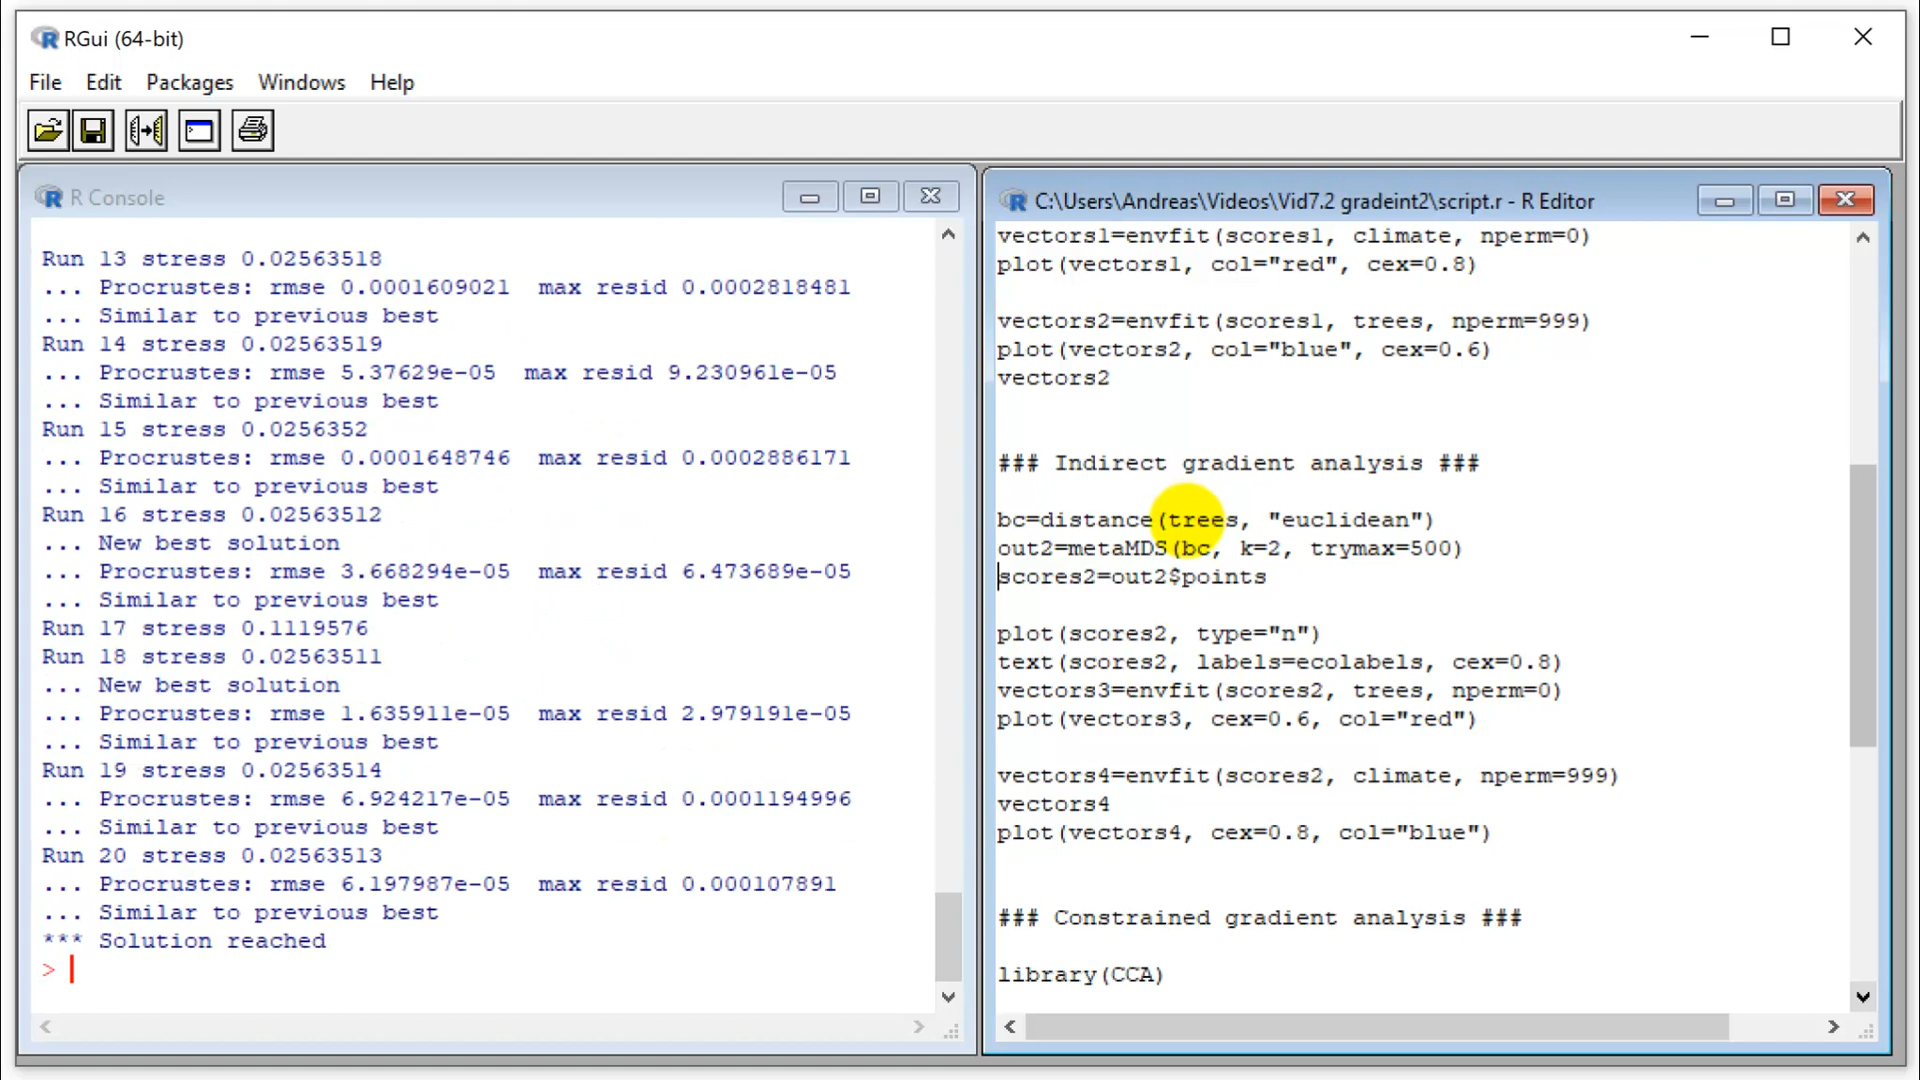 RGui (64-bit)
File Edit Packages Windows Help
R Console
Run 13 stress 0.02563518
... Procrustes: rmse 0.0001609021  max resid 0.0002818481
... Similar to previous best
Run 14 stress 0.02563519
... Procrustes: rmse 5.37629e-05  max resid 9.230961e-05
... Similar to previous best
Run 15 stress 0.0256352
... Procrustes: rmse 0.0001648746  max resid 0.0002886171
... Similar to previous best
Run 16 stress 0.02563512
... New best solution
... Procrustes: rmse 3.668294e-05  max resid 6.473689e-05
... Similar to previous best
Run 17 stress 0.1119576
Run 18 stress 0.02563511
... New best solution
... Procrustes: rmse 1.635911e-05  max resid 2.979191e-05
... Similar to previous best
Run 19 stress 0.02563514
... Procrustes: rmse 6.924217e-05  max resid 0.0001194996
... Similar to previous best
Run 20 stress 0.02563513
... Procrustes: rmse 6.197987e-05  max resid 0.000107891
... Similar to previous best
*** Solution reached
>
C:\Users\Andreas\Videos\Vid7.2 gradeint2\script.r - R Editor
vectors1=envfit(scores1, climate, nperm=0)
plot(vectors1, col="red", cex=0.8)
vectors2=envfit(scores1, trees, nperm=999)
plot(vectors2, col="blue", cex=0.6)
vectors2
### Indirect gradient analysis ###
bc=distance(trees, "euclidean")
out2=metaMDS(bc, k=2, trymax=500)
scores2=out2$points
plot(scores2, type="n")
text(scores2, labels=ecolabels, cex=0.8)
vectors3=envfit(scores2, trees, nperm=0)
plot(vectors3, cex=0.6, col="red")
vectors4=envfit(scores2, climate, nperm=999)
vectors4
plot(vectors4, cex=0.8, col="blue")
### Constrained gradient analysis ###
library(CCA)